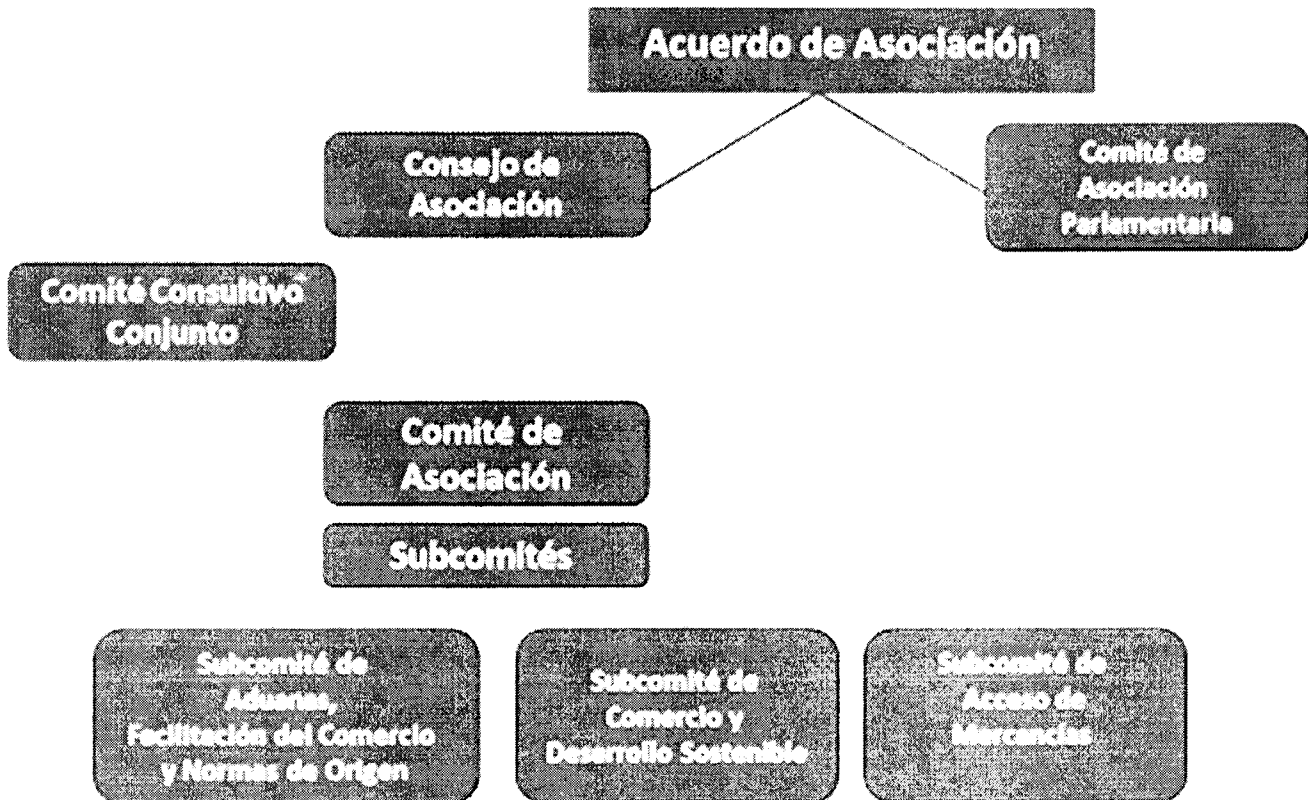 Acuerdo de Asociación
Consejo de
Asociación
Comité de
Asociación
Parlamentaria
Comité Consultivo
Conjunto
Comité de
Asociación
Subcomités
Subcomité de
Aduanas,
Facilitación del Comercio
y Normas de Origen
Subcomité de
Comercio y
Desarrollo Sostenible
Subcomité de
Acceso de
Mercancías